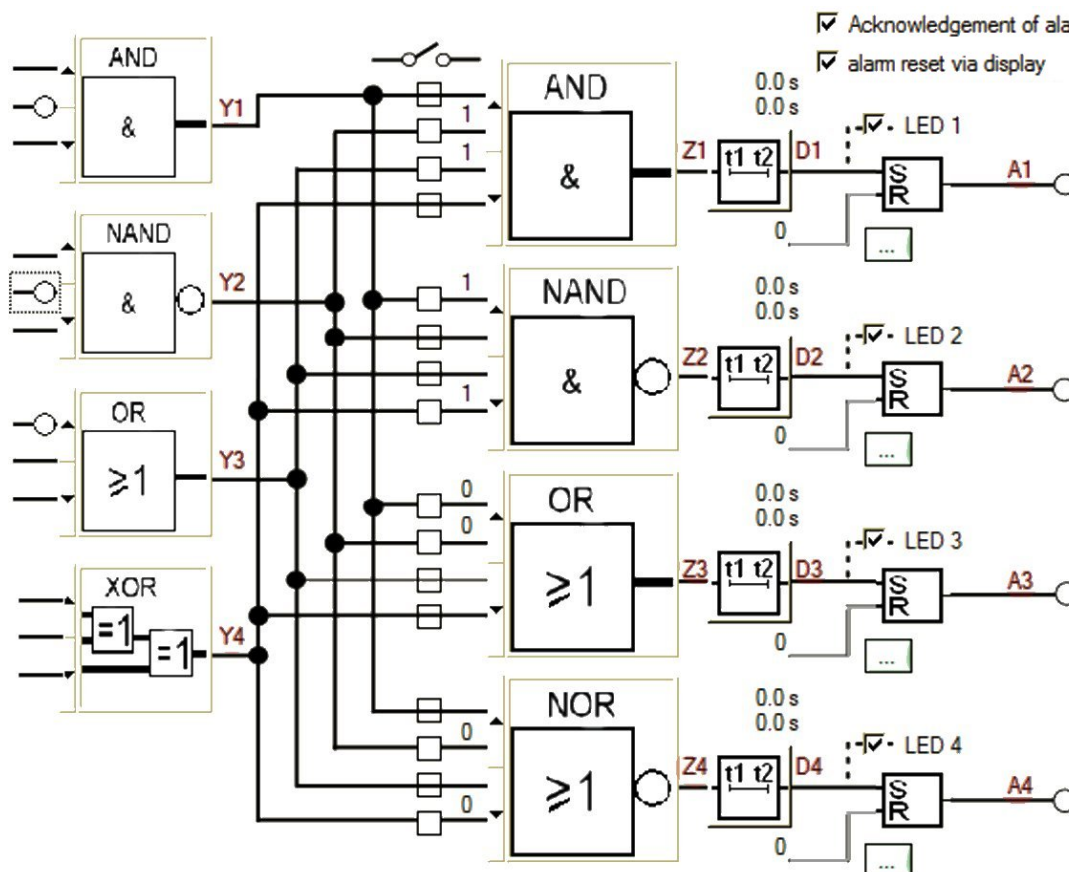 Acknowledgement of ala
alarm reset via display
AND
&
Y1
NAND
&
Y2
OR
≥1
Y3
XOR
=1
=1
Y4
1
1
AND
&
Z1
0.0 s
0.0 s
t1 t2
D1
LED 1
S
R
A1
0
...
1
1
NAND
&
Z2
0.0 s
0.0 s
t1 t2
D2
LED 2
S
R
A2
0
...
0
0
OR
≥1
Z3
0.0 s
0.0 s
t1 t2
D3
LED 3
S
R
A3
0
...
0
0
NOR
≥1
Z4
0.0 s
0.0 s
t1 t2
D4
LED 4
S
R
A4
0
...